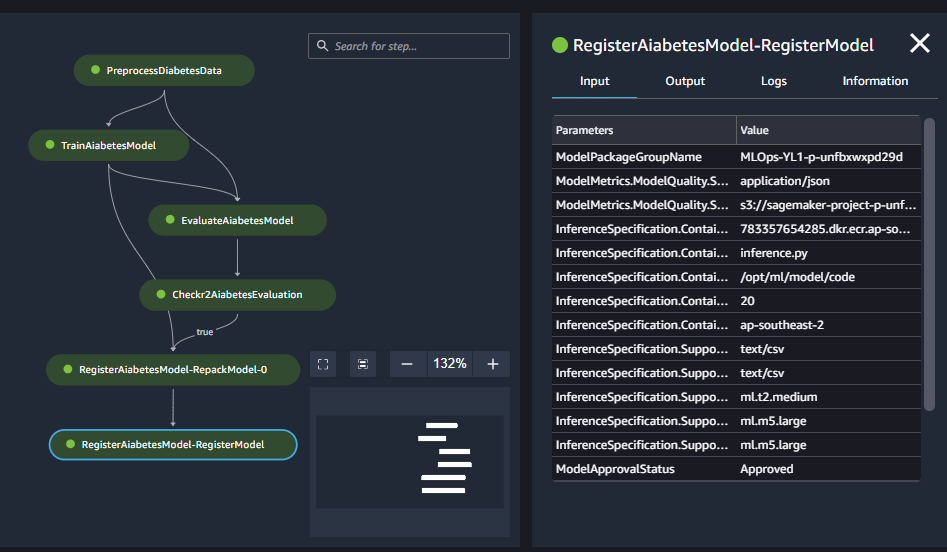 Search for step...
PreprocessDiabetesData
TrainAiabetesModel
EvaluateAiabetesModel
Checkr2AiabetesEvaluation
true
RegisterAiabetesModel-RepackModel-0
132%
RegisterAiabetesModel-RegisterModel
RegisterAiabetesModel-RegisterModel
Input Output Logs Information
Parameters Value
ModelPackageGroupName MLOps-YL1-p-unfbxwxpd29d
ModelMetrics.ModelQuality.S... application/json
ModelMetrics.ModelQuality.S... s3://sagemaker-project-p-unf...
InferenceSpecification.Contai... 783357654285.dkr.ecr.ap-so...
InferenceSpecification.Contai... inference.py
InferenceSpecification.Contai... /opt/ml/model/code
InferenceSpecification.Contai... 20
InferenceSpecification.Contai... ap-southeast-2
InferenceSpecification.Suppo... text/csv
InferenceSpecification.Suppo... text/csv
InferenceSpecification.Suppo... ml.t2.medium
InferenceSpecification.Suppo... ml.m5.large
InferenceSpecification.Suppo... ml.m5.large
ModelApprovalStatus Approved